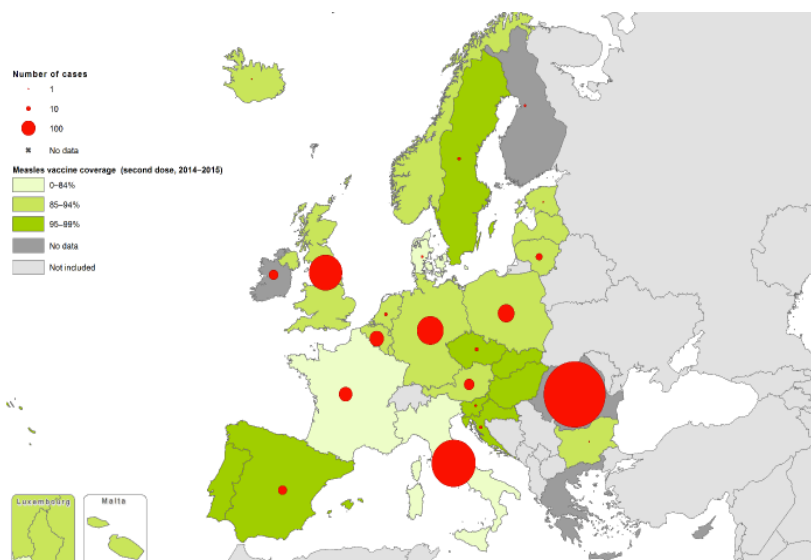 Number of cases
1
10
100
No data
Measles vaccine coverage (second dose, 2014–2015)
0–84%
85–94%
95–99%
No data
Not included
Luxembourg
Malta